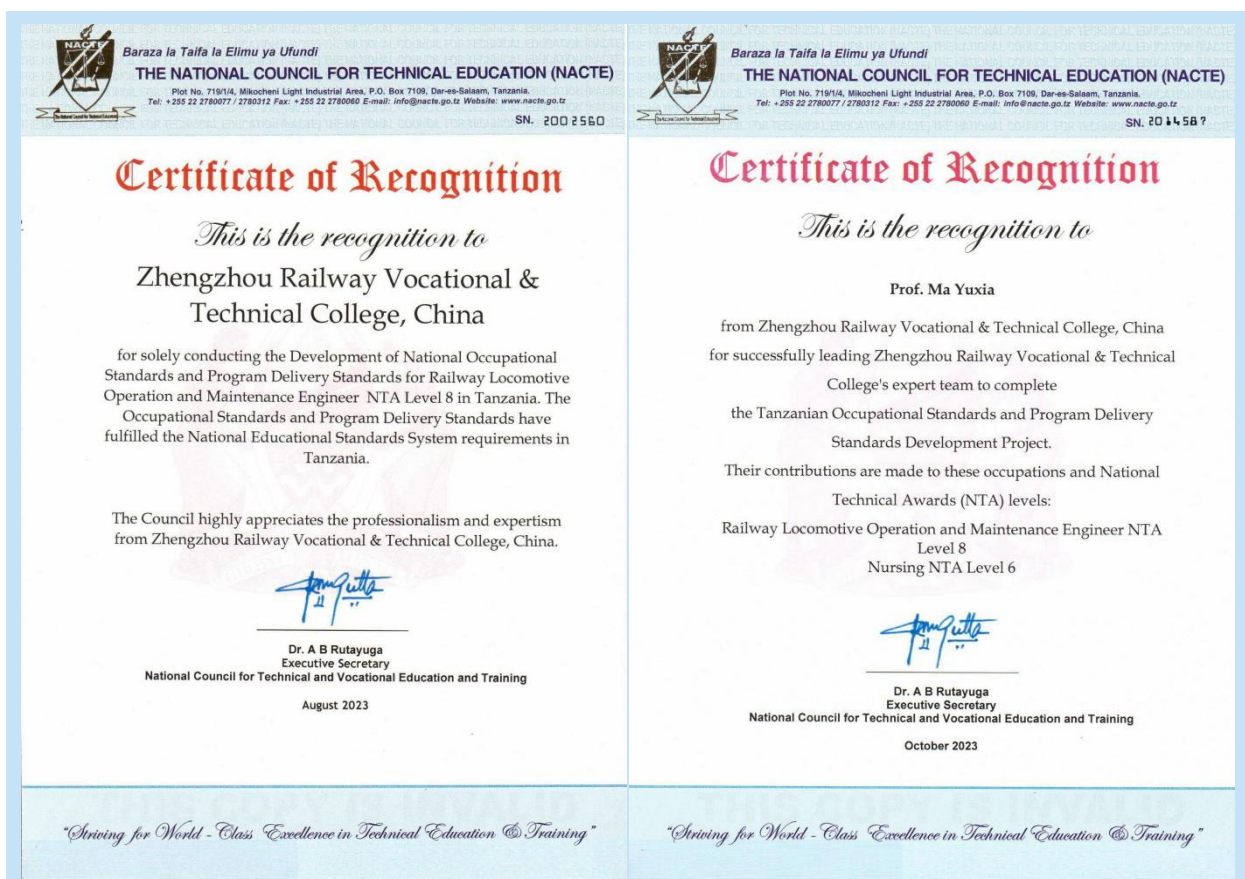 NACTE
Baraza la Taifa la Elimu ya Ufundi
THE NATIONAL COUNCIL FOR TECHNICAL EDUCATION (NACTE)
Plot No. 719/1/4, Mikocheni Light Industrial Area, P.O. Box 7109, Dar-es-Salaam, Tanzania.
Tel: +255 22 2780077 / 2780312 Fax: +255 22 2780060 E-mail: info@nacte.go.tz Website: www.nacte.go.tz
SN. 2002560
Certificate of Recognition
This is the recognition to
Zhengzhou Railway Vocational &
Technical College, China
for solely conducting the Development of National Occupational
Standards and Program Delivery Standards for Railway Locomotive
Operation and Maintenance Engineer NTA Level 8 in Tanzania. The
Occupational Standards and Program Delivery Standards have
fulfilled the National Educational Standards System requirements in
Tanzania.
The Council highly appreciates the professionalism and expertism
from Zhengzhou Railway Vocational & Technical College, China.
Dr. A B Rutayuga
Executive Secretary
National Council for Technical and Vocational Education and Training
August 2023
THIS COPY IS INVALID
"Striving for World - Class Excellence in Technical Education & Training"
NACTE
Baraza la Taifa la Elimu ya Ufundi
THE NATIONAL COUNCIL FOR TECHNICAL EDUCATION (NACTE)
Plot No. 719/1/4, Mikocheni Light Industrial Area, P.O. Box 7109, Dar-es-Salaam, Tanzania.
Tel: +255 22 2780077 / 2780312 Fax: +255 22 2780060 E-mail: info@nacte.go.tz Website: www.nacte.go.tz
SN. 2014587
Certificate of Recognition
This is the recognition to
Prof. Ma Yuxia
from Zhengzhou Railway Vocational & Technical College, China
for successfully leading Zhengzhou Railway Vocational & Technical
College's expert team to complete
the Tanzanian Occupational Standards and Program Delivery
Standards Development Project.
Their contributions are made to these occupations and National
Technical Awards (NTA) levels:
Railway Locomotive Operation and Maintenance Engineer NTA
Level 8
Nursing NTA Level 6
Dr. A B Rutayuga
Executive Secretary
National Council for Technical and Vocational Education and Training
October 2023
THIS COPY IS INVALID
"Striving for World - Class Excellence in Technical Education & Training"